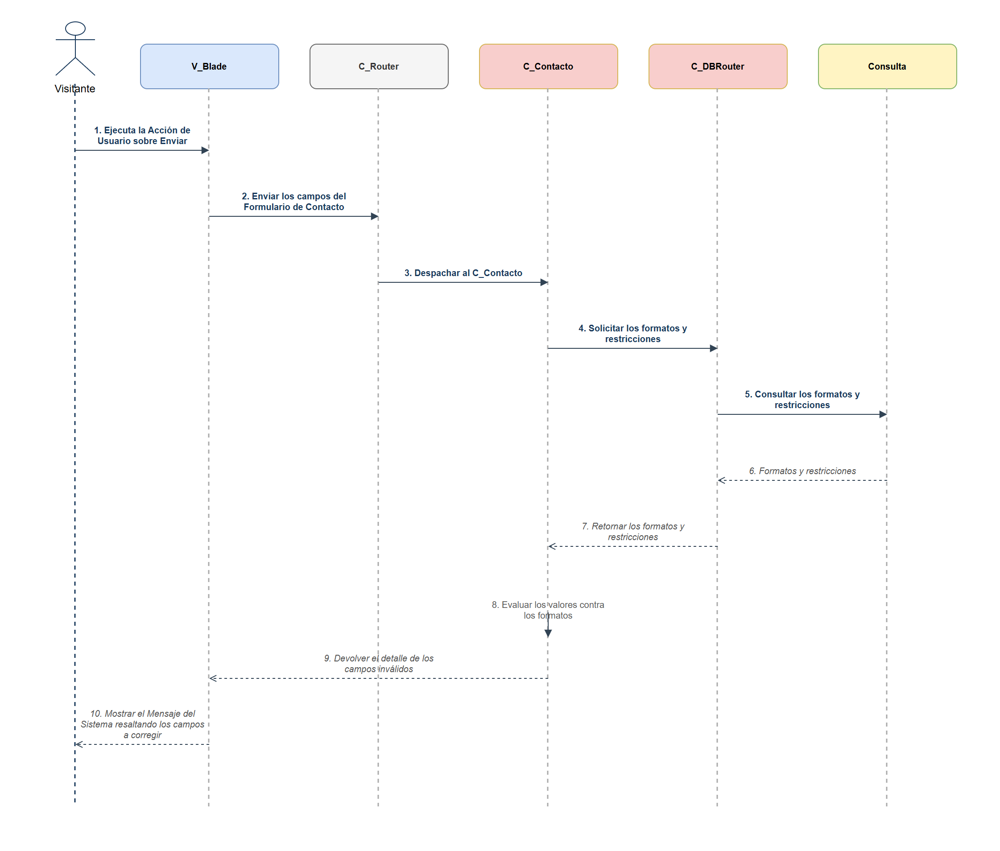 Visitante
V_Blade
C_Router
C_Contacto
C_DBRouter
Consulta
1. Ejecuta la Acción de
Usuario sobre Enviar
2. Enviar los campos del
Formulario de Contacto
3. Despachar al C_Contacto
4. Solicitar los formatos y
restricciones
5. Consultar los formatos y
restricciones
6. Formatos y restricciones
7. Retornar los formatos y
restricciones
8. Evaluar los valores contra
los formatos
9. Devolver el detalle de los
campos inválidos
10. Mostrar el Mensaje del
Sistema resaltando los campos
a corregir